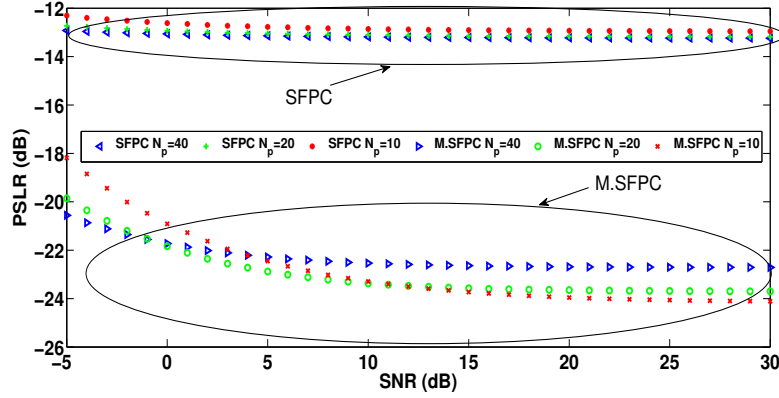 −12
−14
−16
−18
−20
−22
−24
−26
PSLR (dB)
SFPC
SFPC N_p=40 SFPC N_p=20 SFPC N_p=10 M.SFPC N_p=40 M.SFPC N_p=20 M.SFPC N_p=10
M.SFPC
−5 0 5 10 15 20 25 30
SNR (dB)